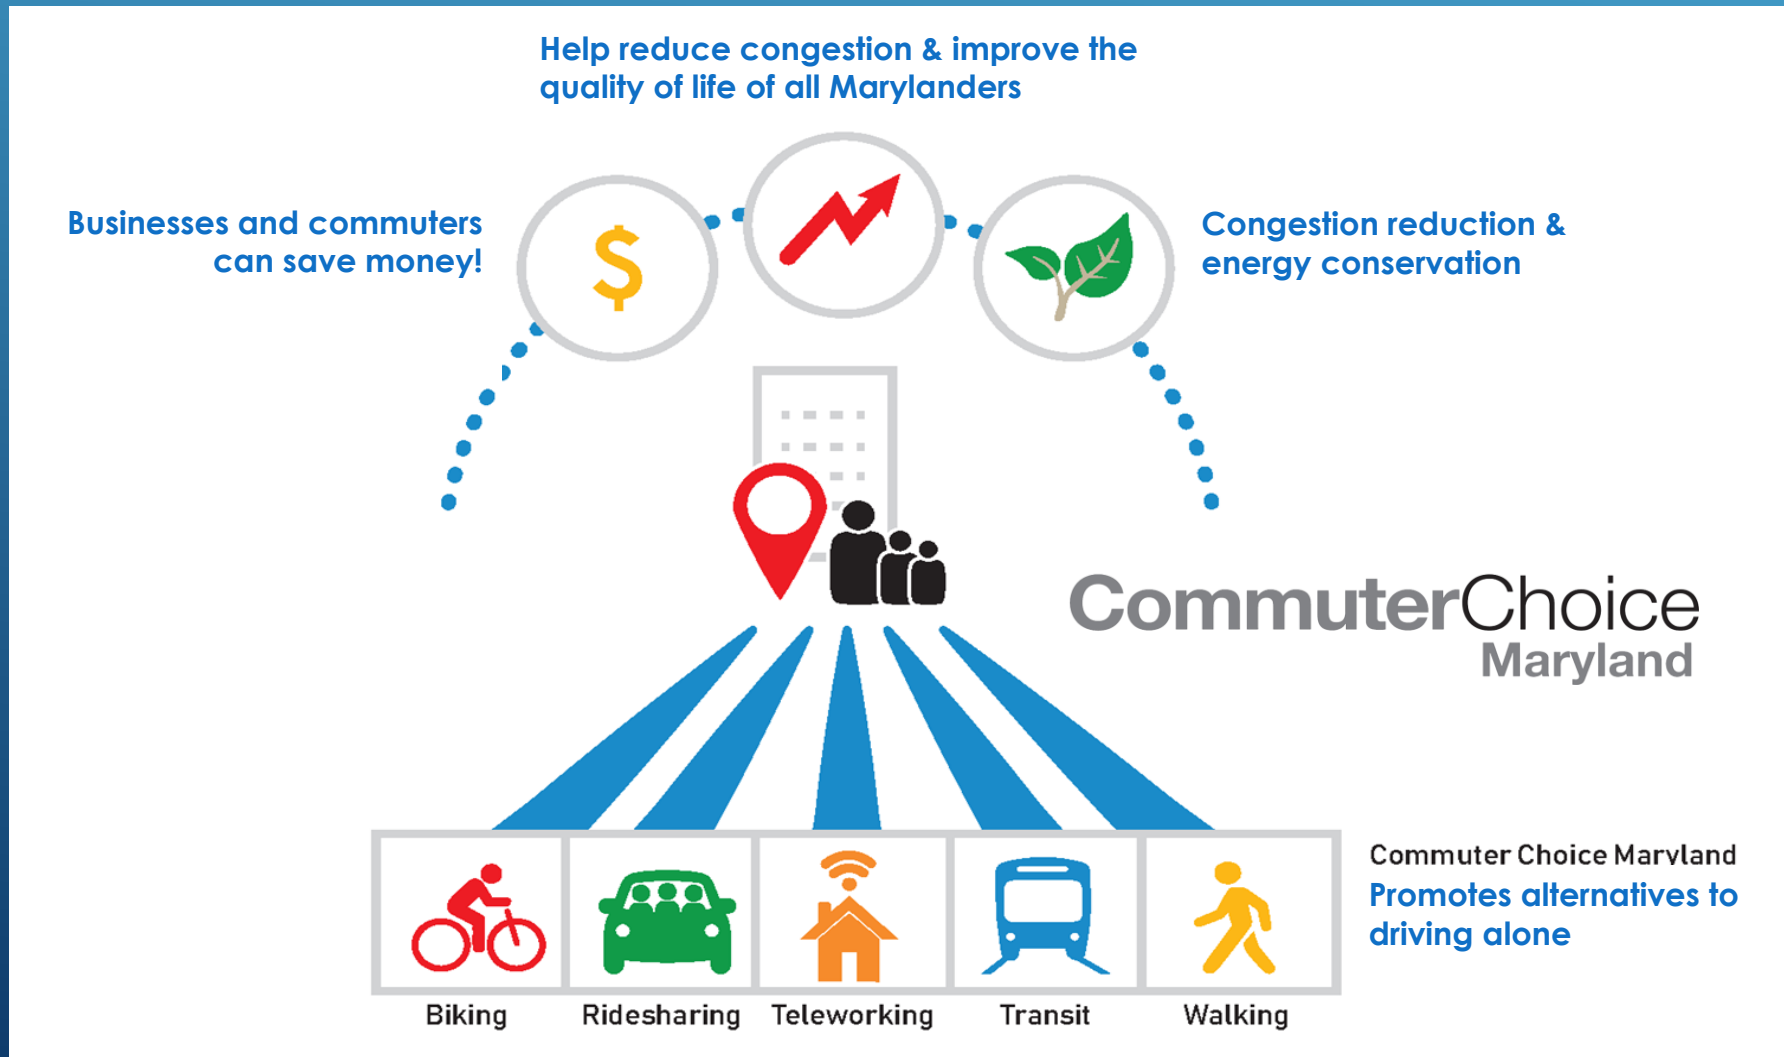 Help reduce congestion & improve the
quality of life of all Marylanders
Businesses and commuters
can save money!
$
Congestion reduction &
energy conservation
CommuterChoice
Maryland
Commuter Choice Maryland
Promotes alternatives to
driving alone
Biking
Ridesharing
Teleworking
Transit
Walking